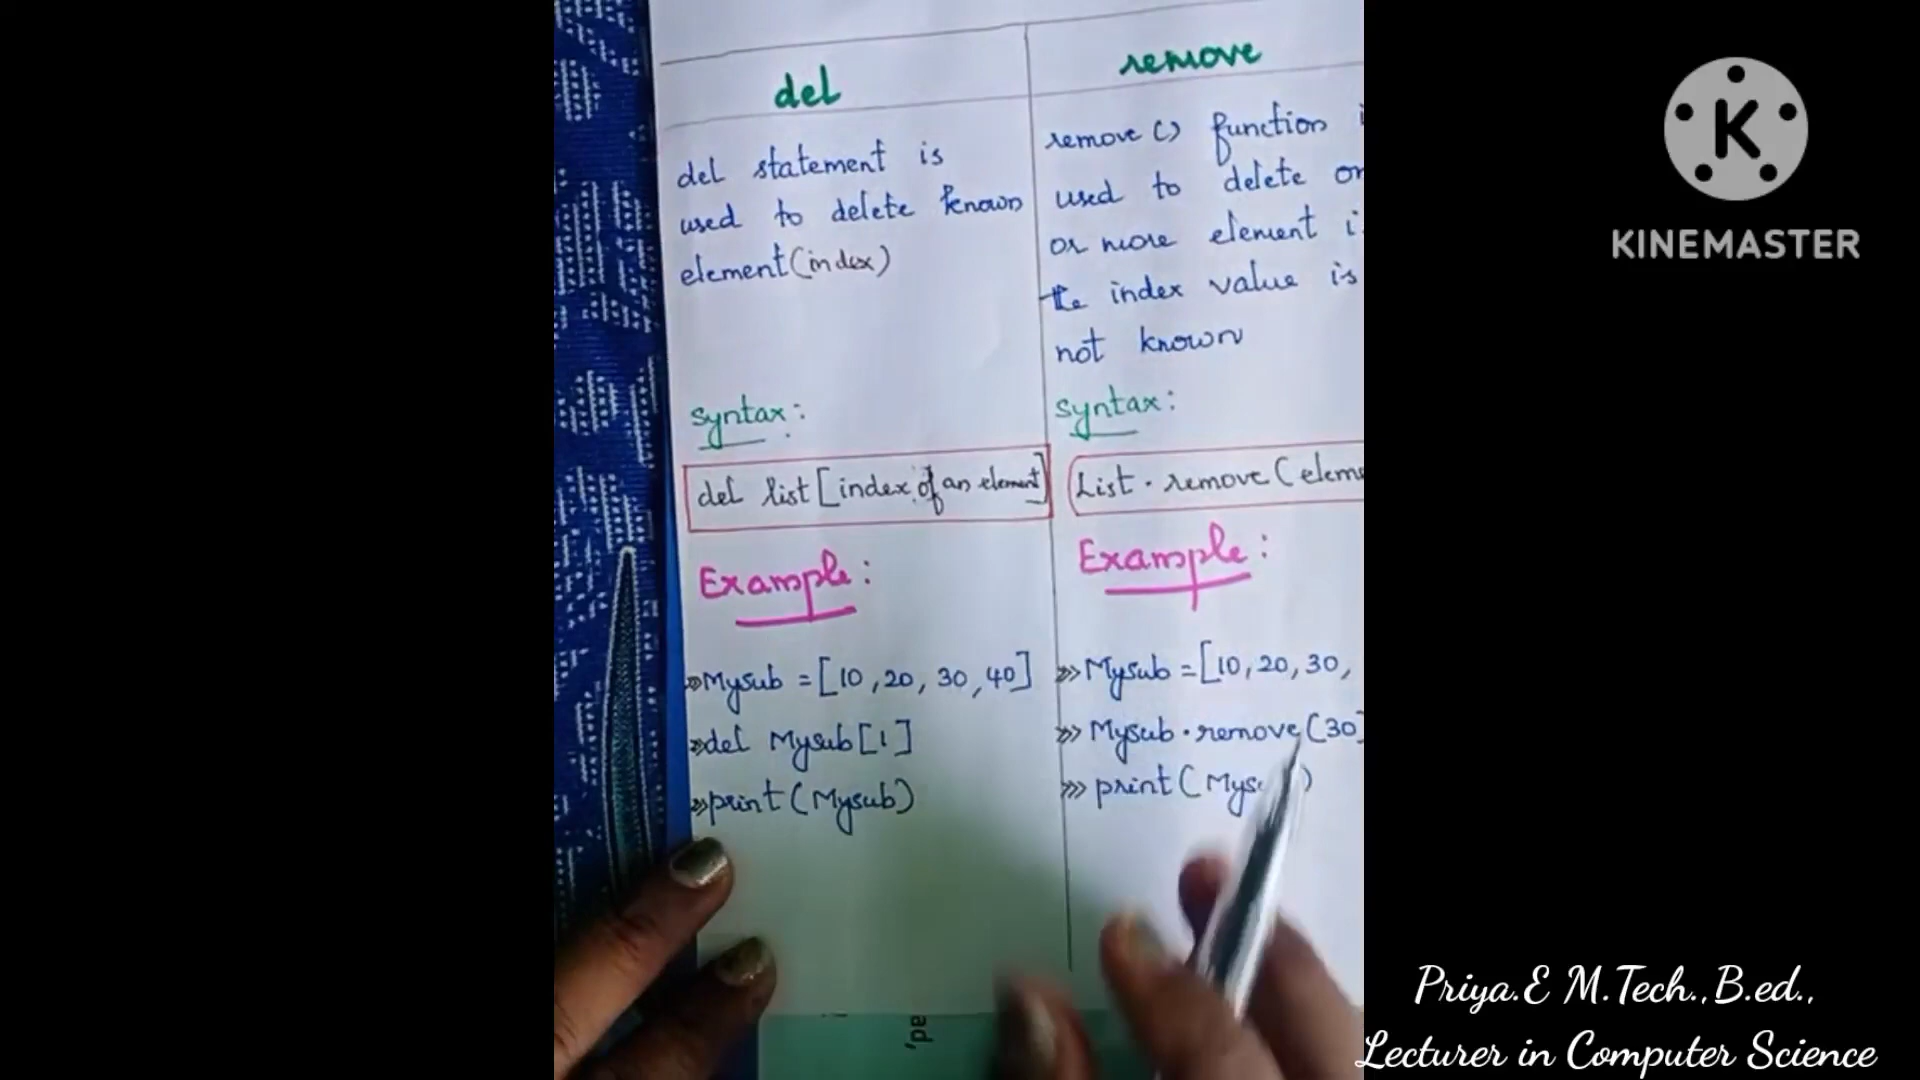 del
remove
del statement is
used to delete known
element(index)
remove () function
used to delete
or more element
the index value is
not known
syntax:
del list[index of an element]
syntax:
List.remove(eleme
Example:
>>Mysub = [10, 20, 30, 40]
>>del Mysub[1]
>>print(Mysub)
Example:
>>> Mysub = [10, 20, 30,
>>> Mysub.remove(30
>>> print(Mys )
K
KINEMASTER
Priya.E M.Tech.,B.ed.,
Lecturer in Computer Science